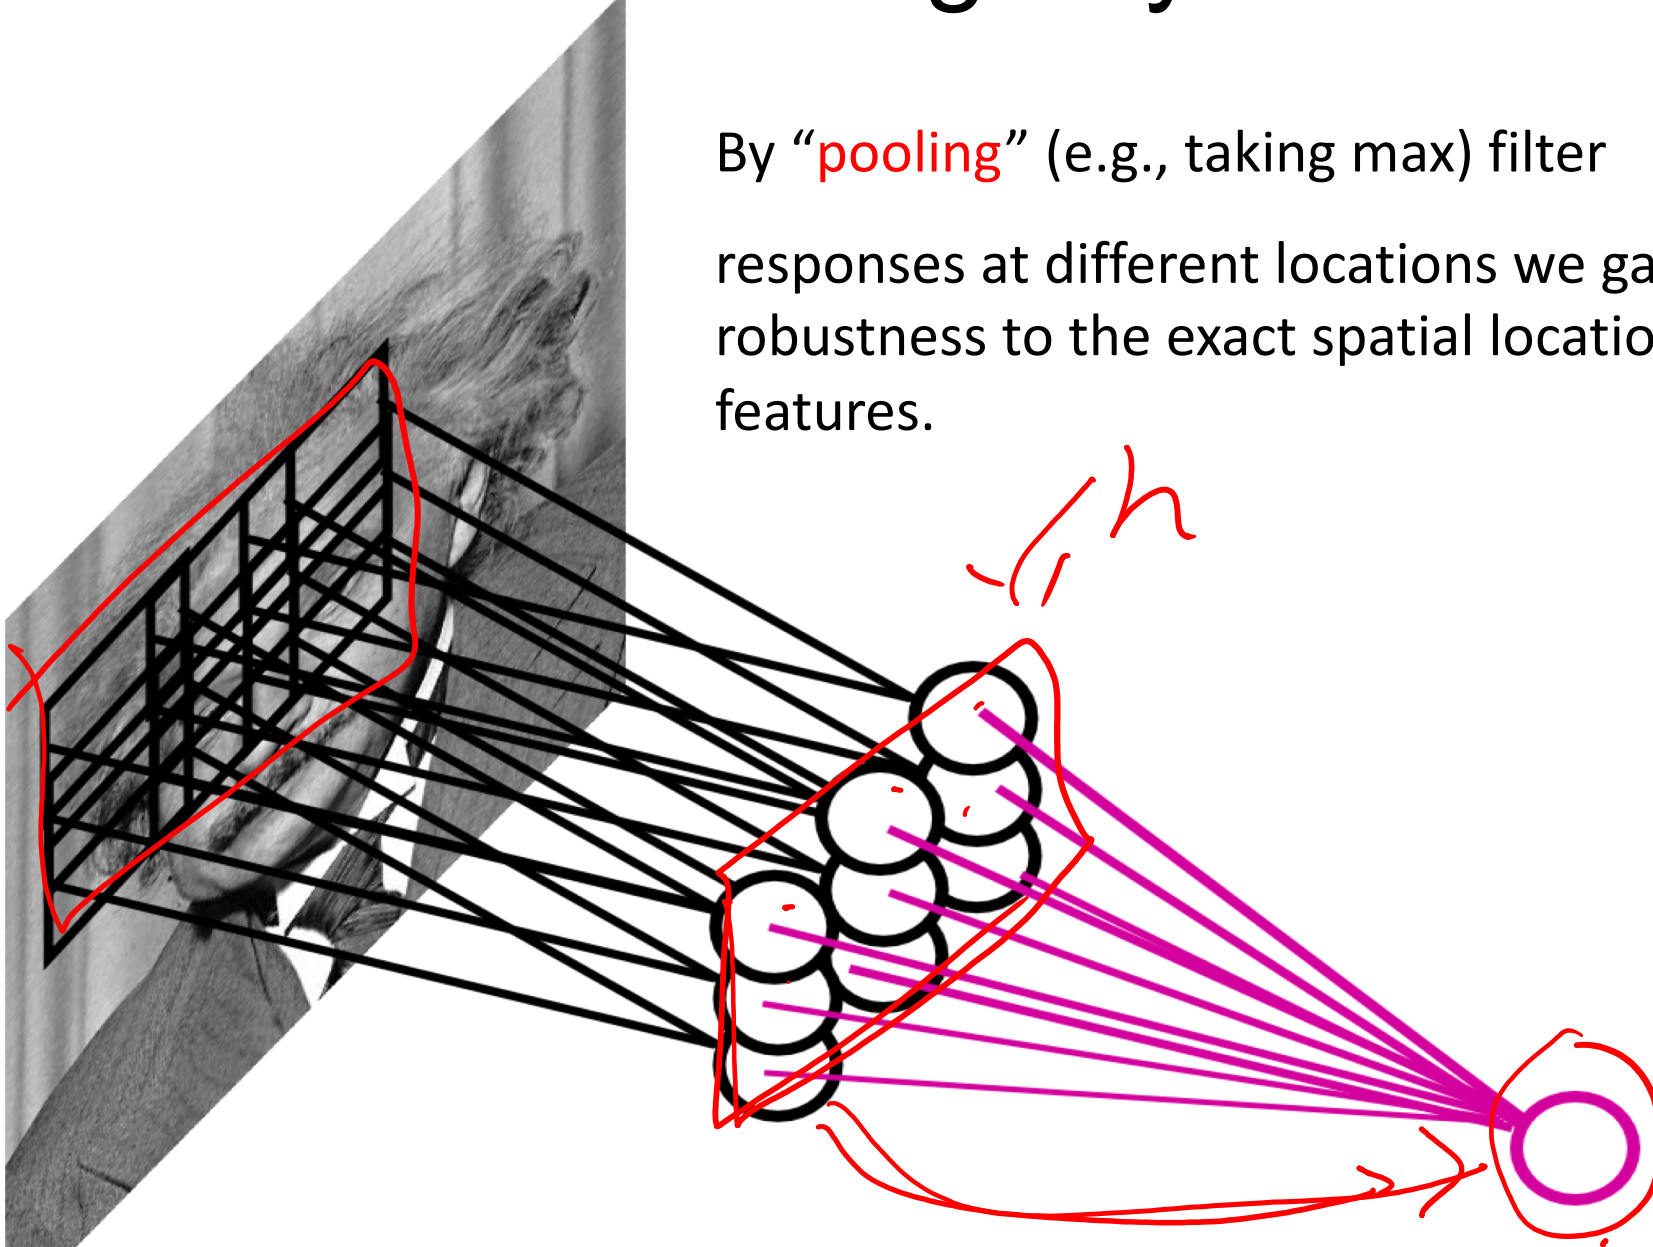 By “pooling” (e.g., taking max) filter
responses at different locations we ga
robustness to the exact spatial locatio
features.
h